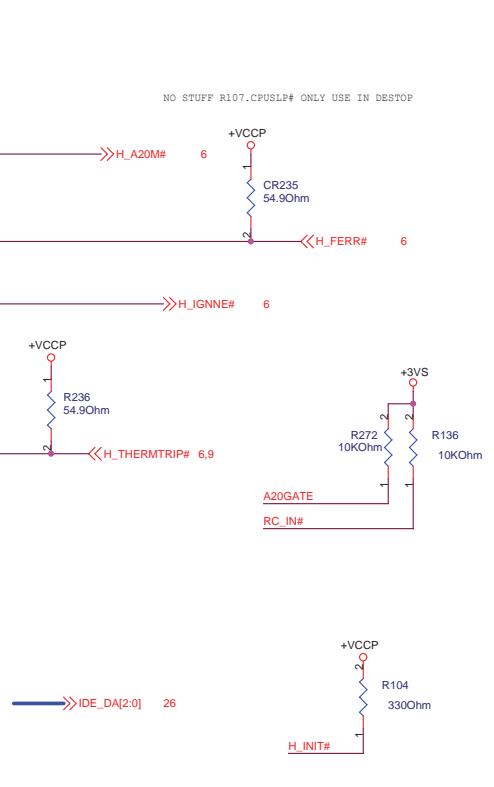 NO STUFF R107.CPUSLP# ONLY USE IN DESTOP
+VCCP
H_A20M# 6
1
CR235
54.9Ohm
2
H_FERR# 6
H_IGNNE# 6
+VCCP
1
R236
54.9Ohm
2
H_THERMTRIP# 6,9
+3VS
2 2
R272 R136
10KOhm 10KOhm
1 1
A20GATE
RC_IN#
+VCCP
2
R104
330Ohm
IDE_DA[2:0] 26
1
H_INIT#